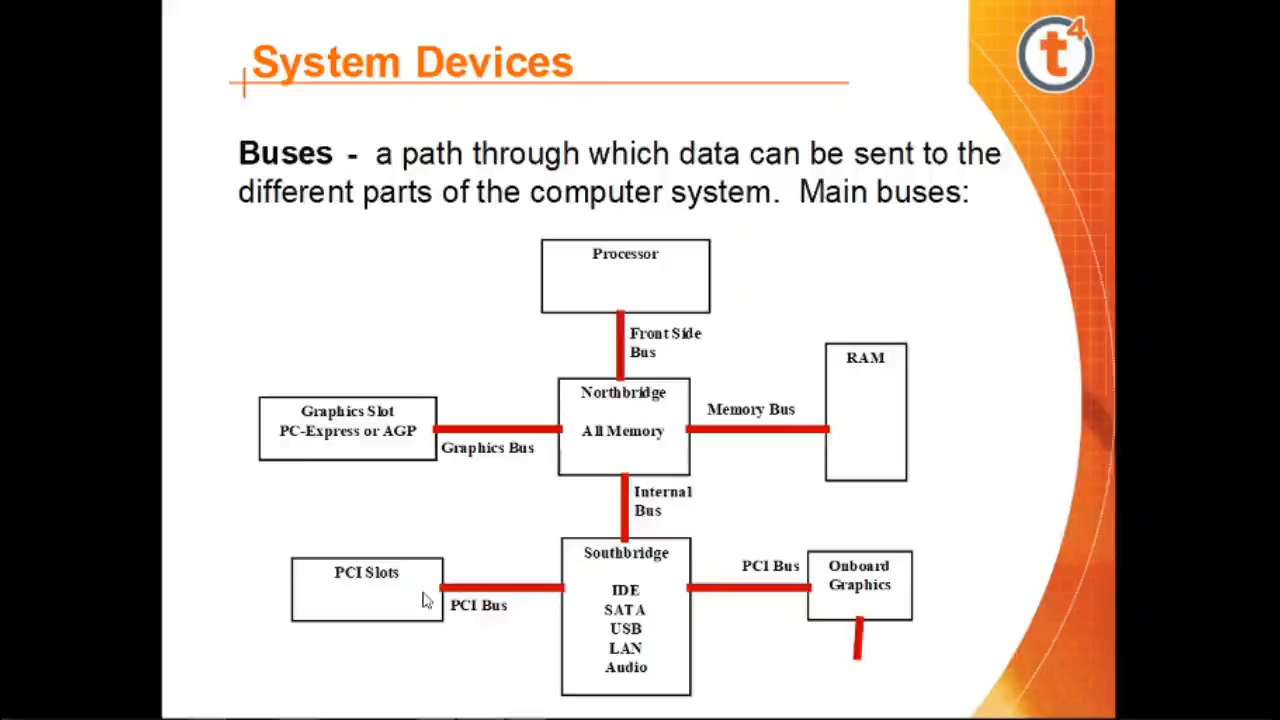 System Devices
t4
Buses - a path through which data can be sent to the
different parts of the computer system. Main buses:
Processor
Front Side
Bus
RAM
Northbridge
All Memory
Memory Bus
Graphics Slot
PC-Express or AGP
Graphics Bus
Internal
Bus
Southbridge
IDE
SATA
USB
LAN
Audio
PCI Slots
PCI Bus
PCI Bus
Onboard
Graphics